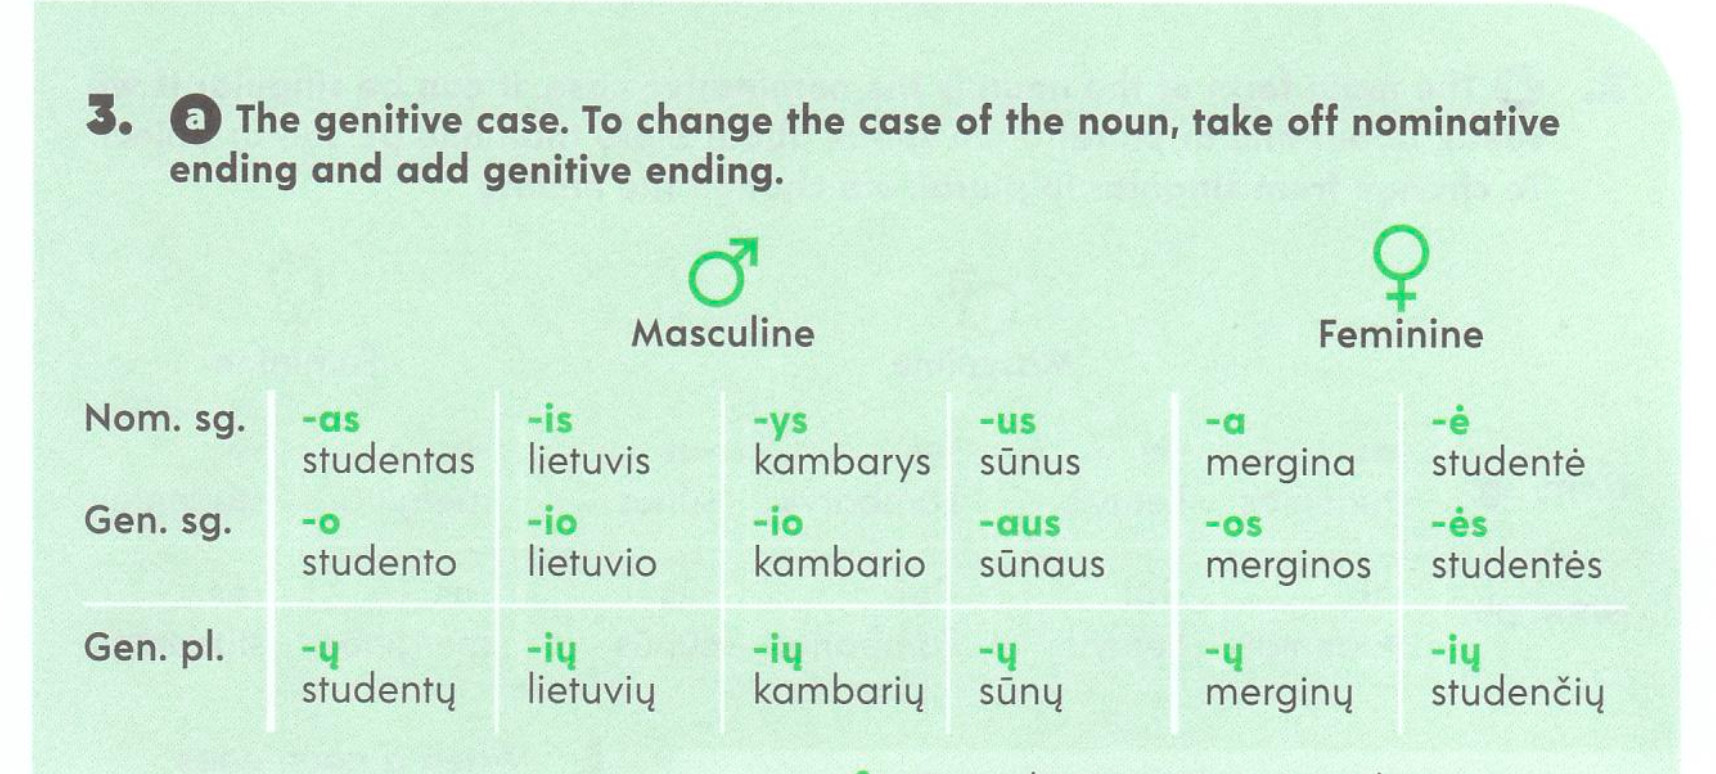 3. a The genitive case. To change the case of the noun, take off nominative
ending and add genitive ending.
Masculine Feminine
Nom. sg. -as -is -ys -us -a -ė
studentas lietuvis kambarys sūnus mergina studentė
Gen. sg. -o -io -io -aus -os -ės
studento lietuvio kambario sūnaus merginos studentės
Gen. pl. -ų -ių -ių -ų -ų -ių
studentų lietuvių kambarių sūnų merginų studenčių